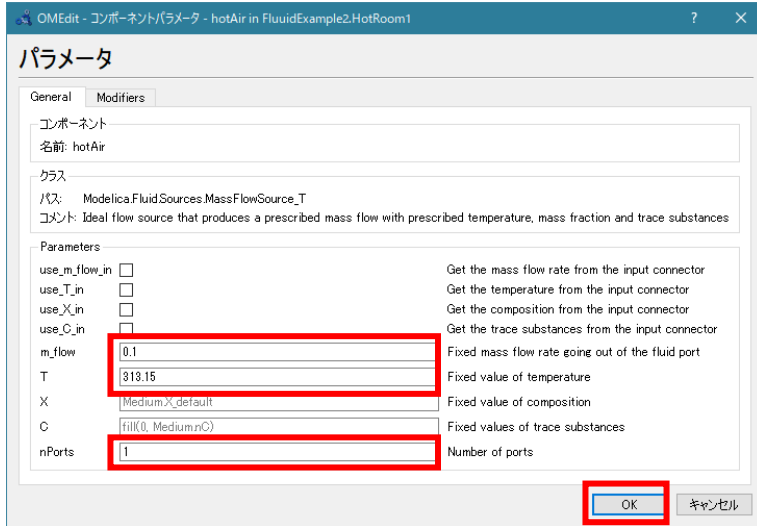 OMEdit - コンポーネントパラメータ - hotAir in FluuidExample2.HotRoom1
パラメータ
General Modifiers
コンポーネント
名前: hotAir
クラス
パス: Modelica.Fluid.Sources.MassFlowSource_T
コメント: Ideal flow source that produces a prescribed mass flow with prescribed temperature, mass fraction and trace substances
Parameters
use_m_flow_in Get the mass flow rate from the input connector
use_T_in Get the temperature from the input connector
use_X_in Get the composition from the input connector
use_C_in Get the trace substances from the input connector
m_flow 0.1 Fixed mass flow rate going out of the fluid port
T 313.15 Fixed value of temperature
X Medium.X_default Fixed value of composition
C fill(0, Medium.nC) Fixed values of trace substances
nPorts 1 Number of ports
OK キャンセル